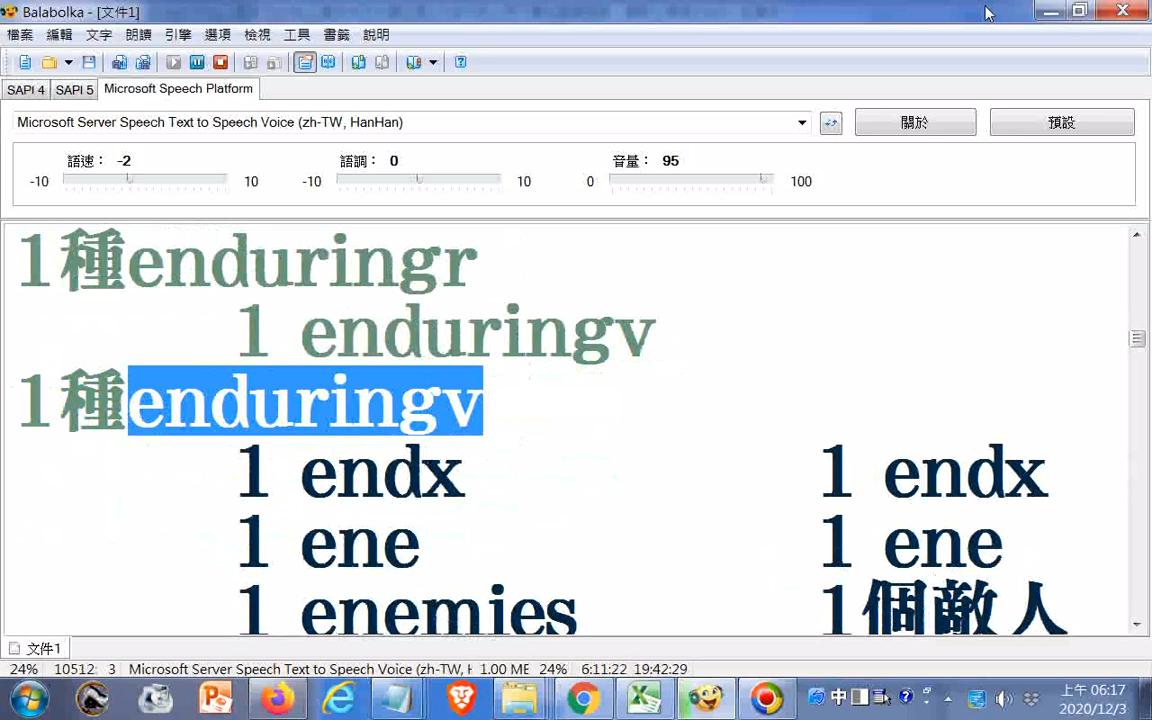 Balabolka - [文件1]
檔案 編輯 文字 朗讀 引擎 選項 檢視 工具 書籤 說明
SAPI 4 SAPI 5 Microsoft Speech Platform
Microsoft Server Speech Text to Speech Voice (zh-TW, HanHan) 關於 預設
語速： -2 語調： 0 音量： 95
-10 10 -10 10 0 100
1種enduringr
1 enduringv
1種enduringv
1 endx 1 endx
1 ene 1 ene
1 enemies 1個敵人
文件1
24% 10512: 3 Microsoft Server Speech Text to Speech Voice (zh-TW, H 1.00 ME 24% 6:11:22 19:42:29
中 上午 06:17
2020/12/3